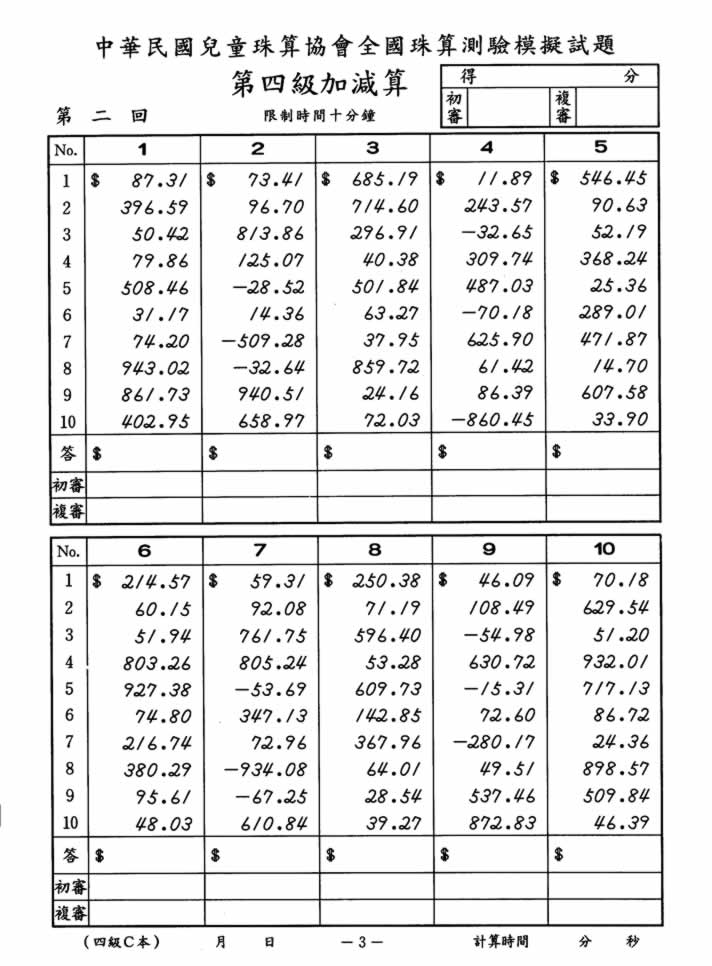 中華民國兒童珠算協會全國珠算測驗模擬試題
第四級加減算
得 分
第 二 回 限制時間十分鐘 初審 複審
No. 1 2 3 4 5
1 $ 87.31 $ 73.41 $ 685.19 $ 11.89 $ 546.45
2 396.59 96.70 714.60 243.57 90.63
3 50.42 813.86 296.91 -32.65 52.19
4 79.86 125.07 40.38 309.74 368.24
5 508.46 -28.52 501.84 487.03 25.36
6 31.17 14.36 63.27 -70.18 289.01
7 74.20 -509.28 37.95 625.90 471.87
8 943.02 -32.64 859.72 61.42 14.70
9 861.73 940.51 24.16 86.39 607.58
10 402.95 658.97 72.03 -860.45 33.90
答 $ $ $ $ $
初審
複審
No. 6 7 8 9 10
1 $ 214.57 $ 59.31 $ 250.38 $ 46.09 $ 70.18
2 60.15 92.08 71.19 108.49 629.54
3 51.94 761.75 596.40 -54.98 51.20
4 803.26 805.24 53.28 630.72 932.01
5 927.38 -53.69 609.73 -15.31 717.13
6 74.80 347.13 142.85 72.60 86.72
7 216.74 72.96 367.96 -280.17 24.36
8 380.29 -934.08 64.01 49.51 898.57
9 95.61 -67.25 28.54 537.46 509.84
10 48.03 610.84 39.27 872.83 46.39
答 $ $ $ $ $
初審
複審
(四級C本) 月 日 -3- 計算時間 分 秒